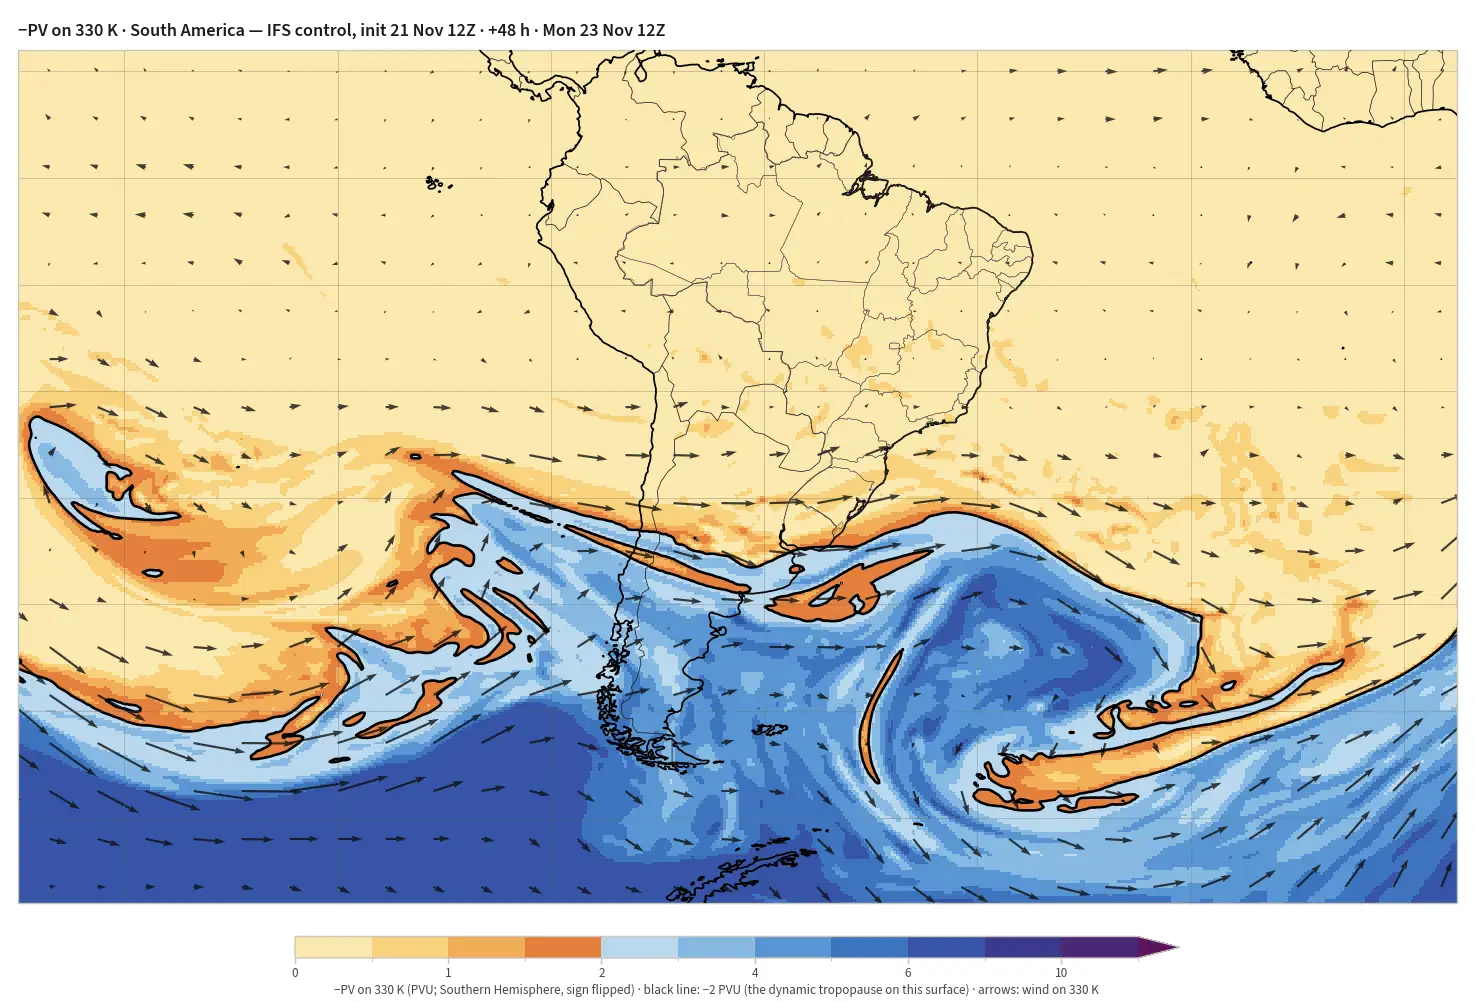 −PV on 330 K · South America — IFS control, init 21 Nov 12Z · +48 h · Mon 23 Nov 12Z
0 1 2 4 6 10
−PV on 330 K (PVU; Southern Hemisphere, sign flipped) · black line: −2 PVU (the dynamic tropopause on this surface) · arrows: wind on 330 K